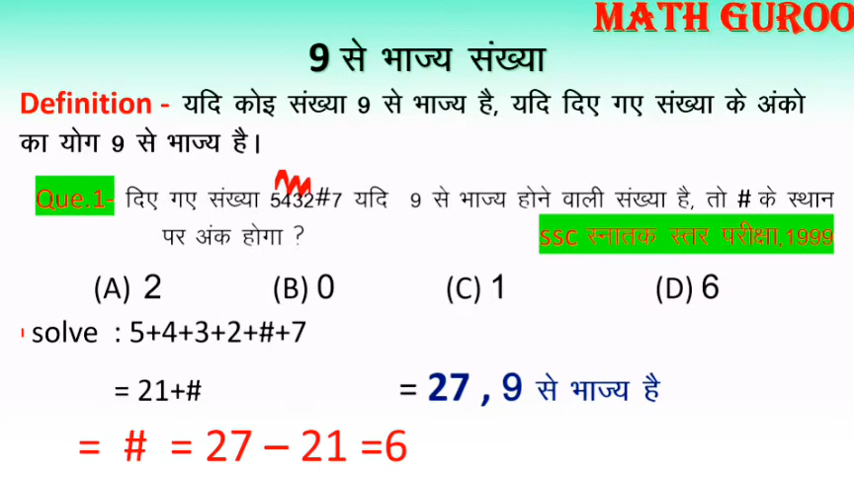 MATH GUROO
9 से भाज्य संख्या
Definition - यदि कोइ संख्या 9 से भाज्य है, यदि दिए गए संख्या के अंको
का योग 9 से भाज्य है।
Que.1- दिए गए संख्या 5432#7 यदि 9 से भाज्य होने वाली संख्या है, तो # के स्थान
पर अंक होगा ? SSC स्नातक स्तर परीक्षा,1999
(A) 2 (B) 0 (C) 1 (D) 6
solve : 5+4+3+2+#+7
= 21+# = 27 , 9 से भाज्य है
= # = 27 – 21 =6